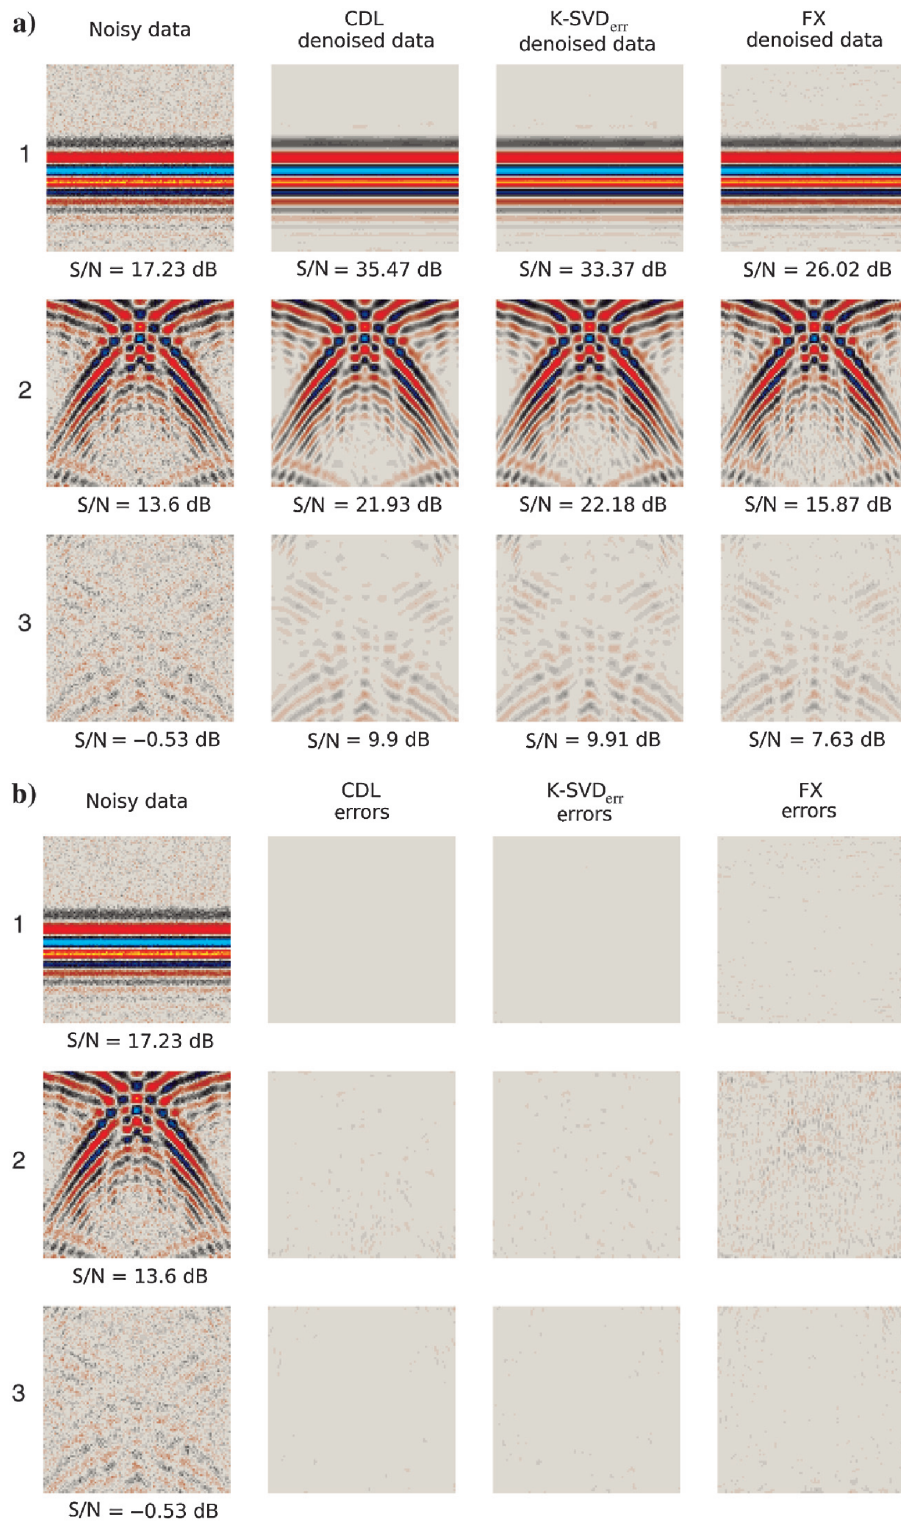 a)
Noisy data
CDL
denoised data
K-SVDerr
denoised data
FX
denoised data
1
S/N = 17.23 dB
S/N = 35.47 dB
S/N = 33.37 dB
S/N = 26.02 dB
2
S/N = 13.6 dB
S/N = 21.93 dB
S/N = 22.18 dB
S/N = 15.87 dB
3
S/N = −0.53 dB
S/N = 9.9 dB
S/N = 9.91 dB
S/N = 7.63 dB
b)
Noisy data
CDL
errors
K-SVDerr
errors
FX
errors
1
S/N = 17.23 dB
2
S/N = 13.6 dB
3
S/N = −0.53 dB